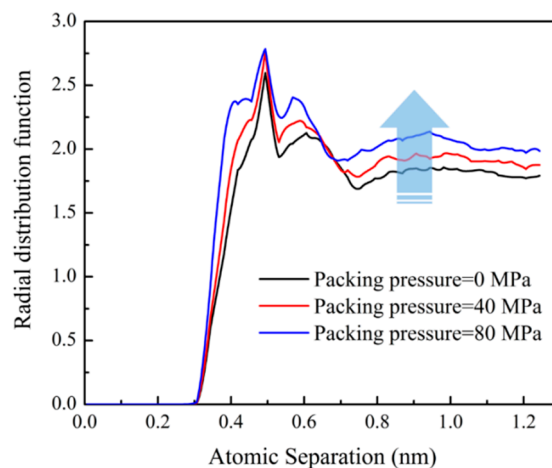 3.0
2.5
2.0
1.5
1.0
0.5
0.0
Radial distribution function
Packing pressure=0 MPa
Packing pressure=40 MPa
Packing pressure=80 MPa
0.0 0.2 0.4 0.6 0.8 1.0 1.2
Atomic Separation (nm)